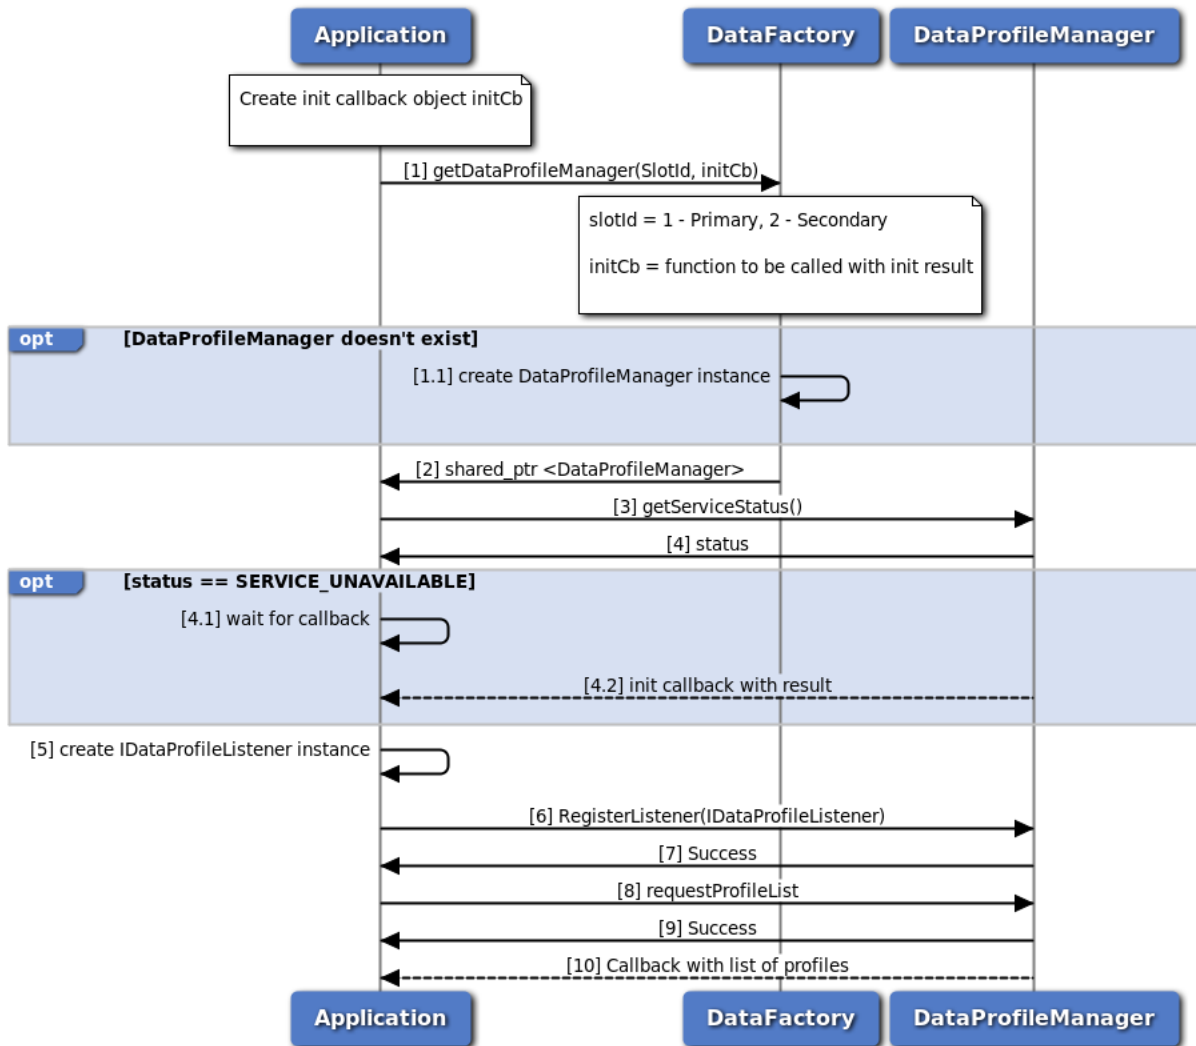 Application DataFactory DataProfileManager
Create init callback object initCb
[1] getDataProfileManager(SlotId, initCb)
slotId = 1 - Primary, 2 - Secondary
initCb = function to be called with init result
opt [DataProfileManager doesn't exist]
[1.1] create DataProfileManager instance
[2] shared_ptr <DataProfileManager>
[3] getServiceStatus()
[4] status
opt [status == SERVICE_UNAVAILABLE]
[4.1] wait for callback
[4.2] init callback with result
[5] create IDataProfileListener instance
[6] RegisterListener(IDataProfileListener)
[7] Success
[8] requestProfileList
[9] Success
[10] Callback with list of profiles
Application DataFactory DataProfileManager